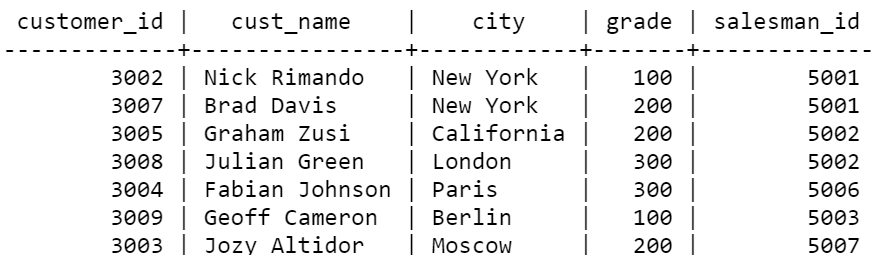 customer_id | cust_name | city | grade | salesman_id
-------------+----------------+------------+-------+-------------
3002 | Nick Rimando | New York | 100 | 5001
3007 | Brad Davis | New York | 200 | 5001
3005 | Graham Zusi | California | 200 | 5002
3008 | Julian Green | London | 300 | 5002
3004 | Fabian Johnson | Paris | 300 | 5006
3009 | Geoff Cameron | Berlin | 100 | 5003
3003 | Jozy Altidor | Moscow | 200 | 5007